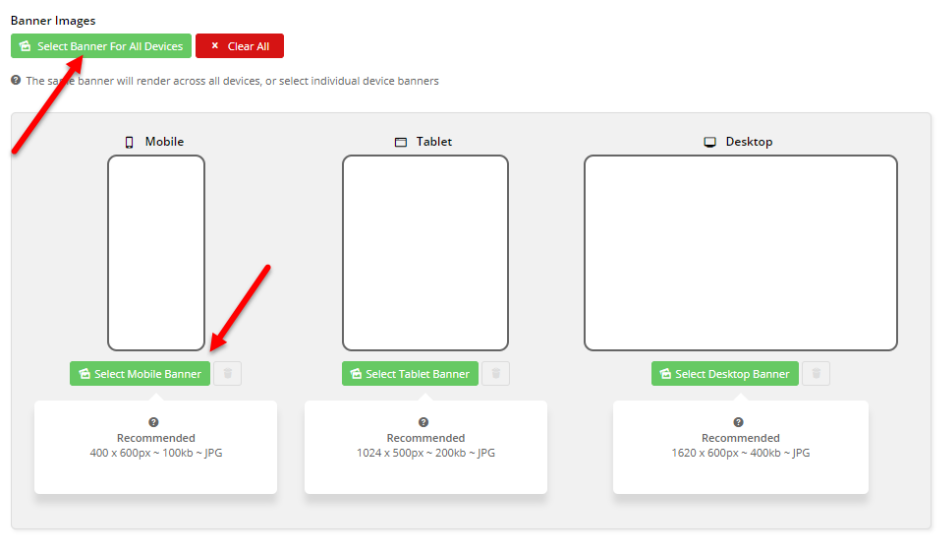 Banner Images
Select Banner For All Devices
× Clear All
The same banner will render across all devices, or select individual device banners
Mobile
Tablet
Desktop
Select Mobile Banner
Select Tablet Banner
Select Desktop Banner
Recommended
400 x 600px ~ 100kb ~ JPG
Recommended
1024 x 500px ~ 200kb ~ JPG
Recommended
1620 x 600px ~ 400kb ~ JPG